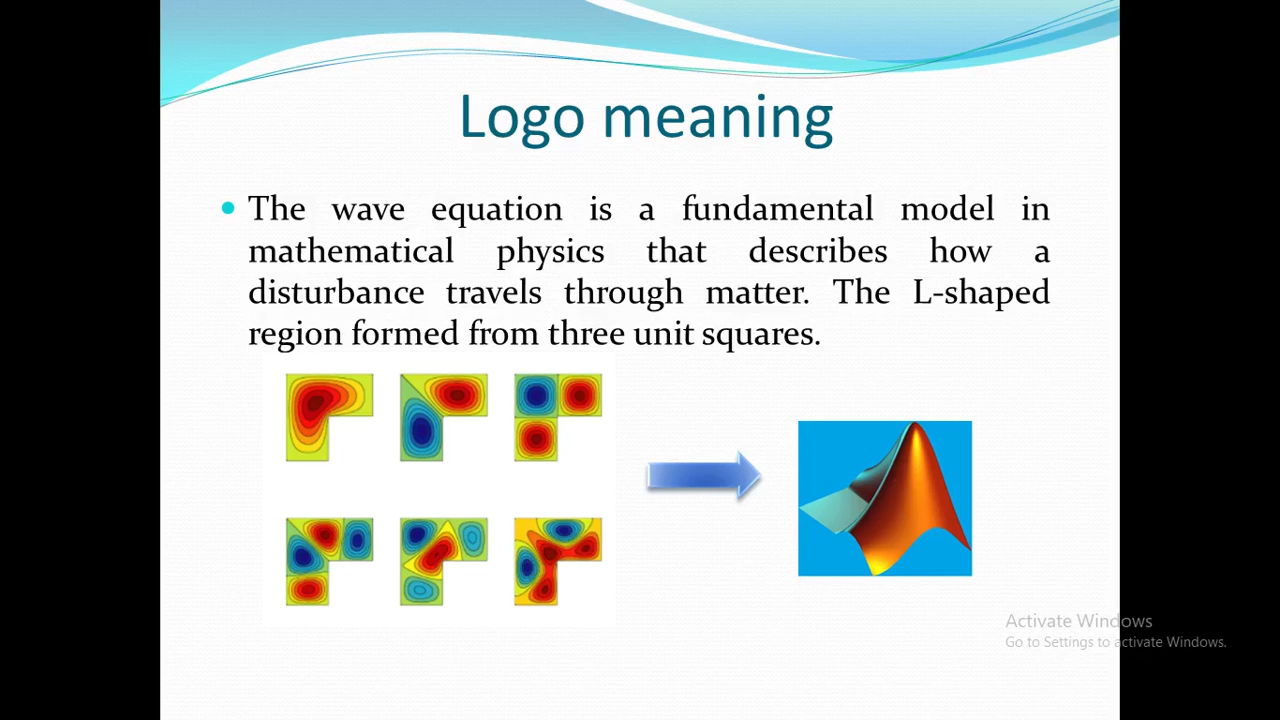 Logo meaning
The wave equation is a fundamental model in
mathematical physics that describes how a
disturbance travels through matter. The L-shaped
region formed from three unit squares.
Activate Windows
Go to Settings to activate Windows.